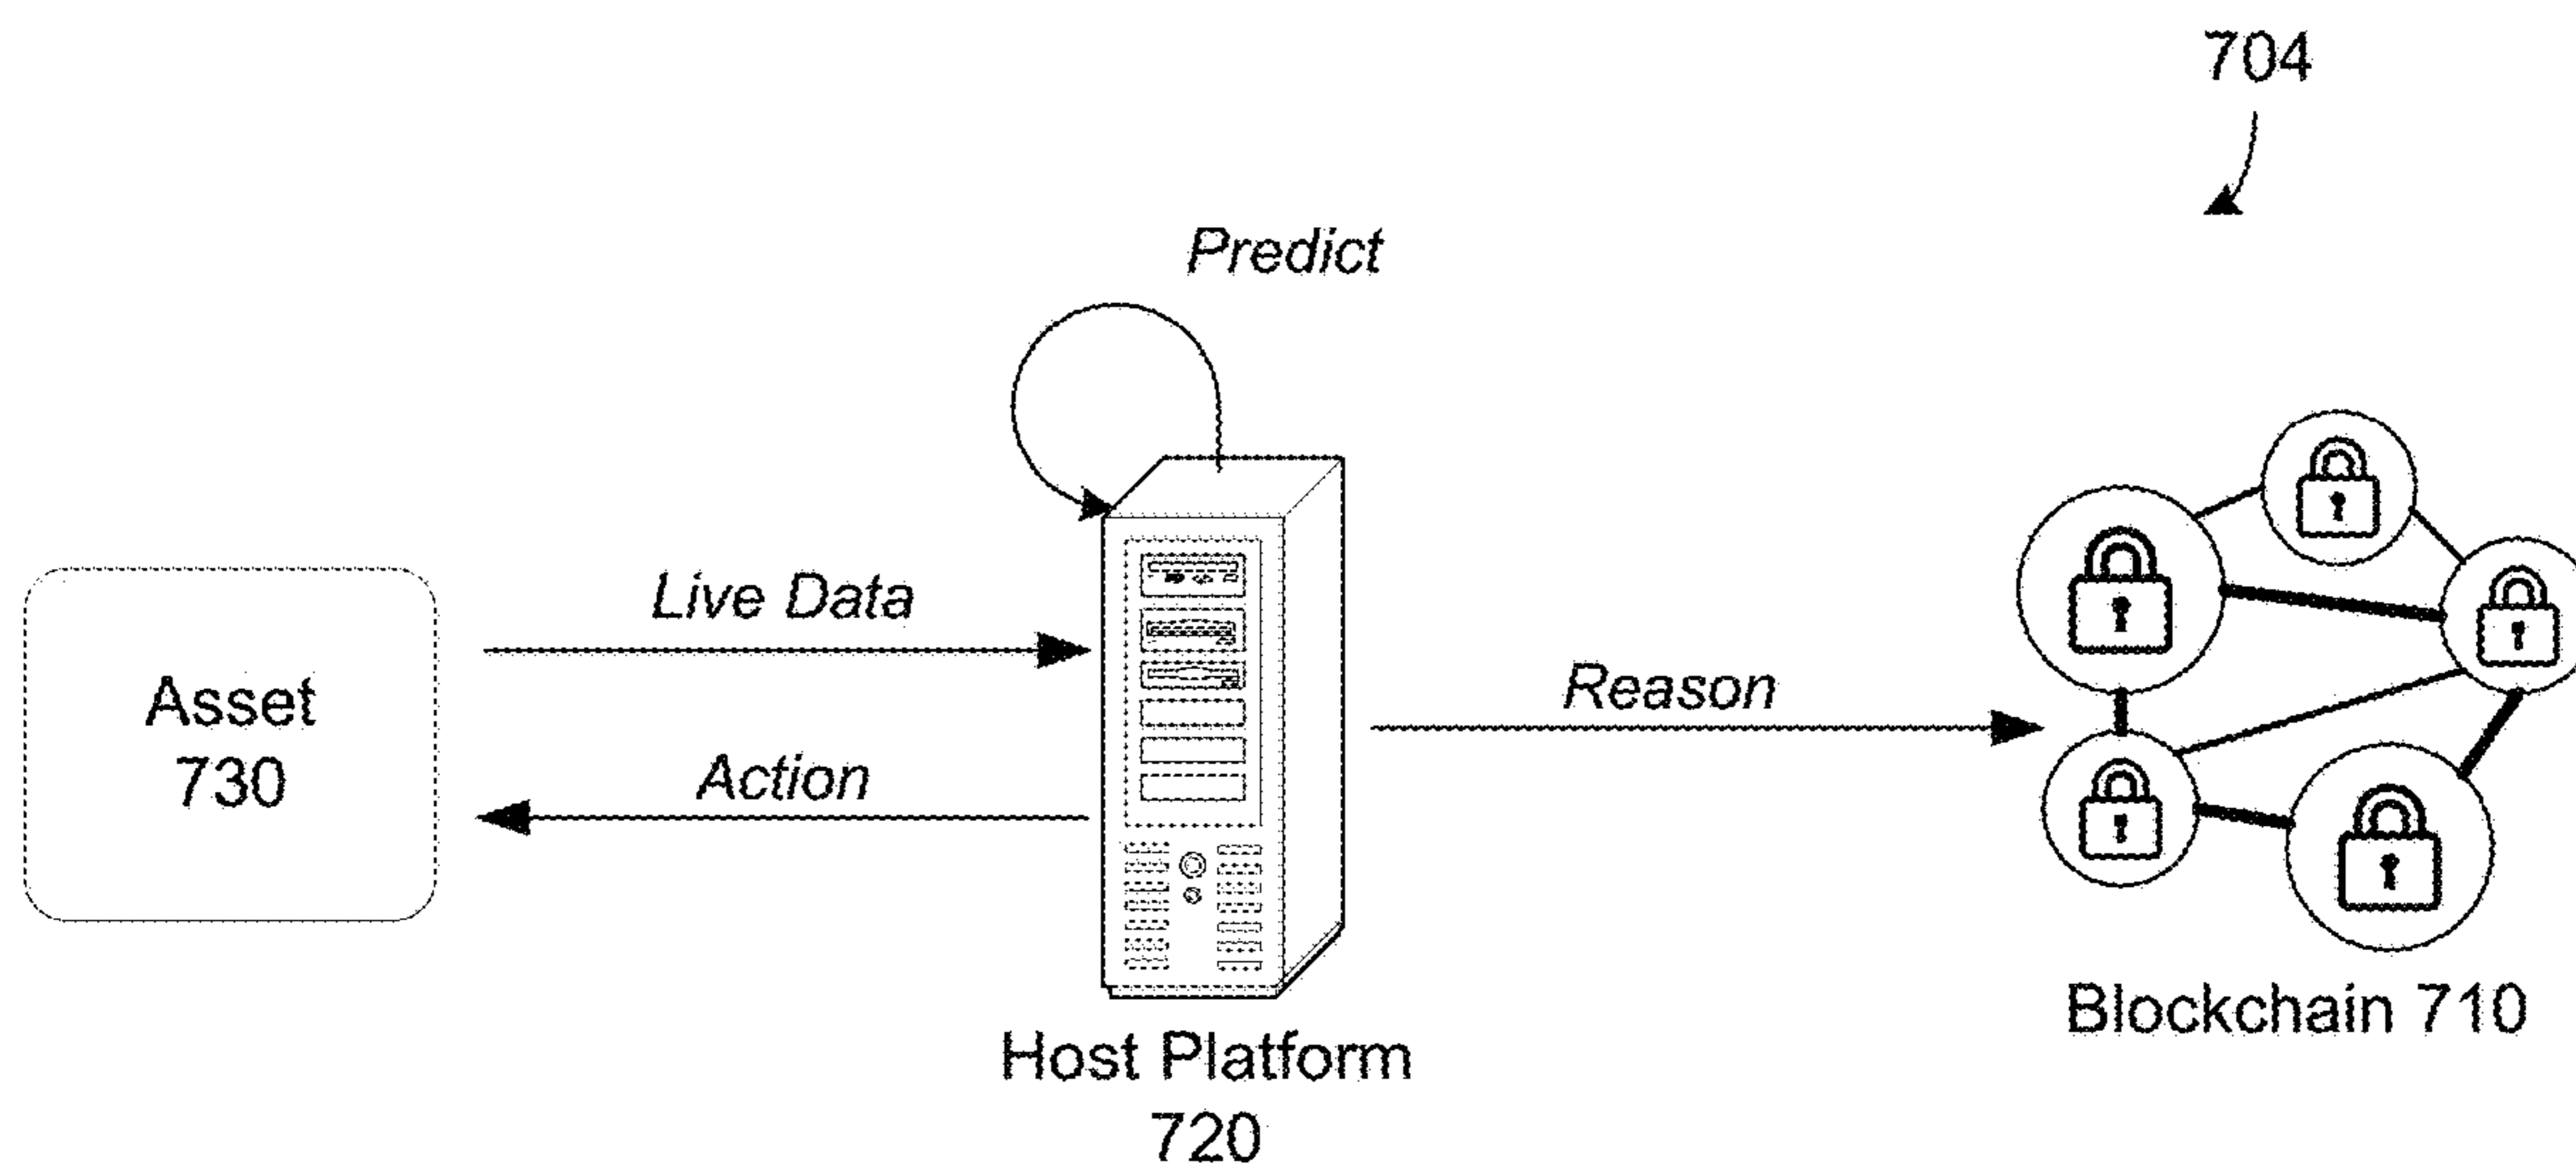 704
Predict
Live Data
Asset
730
Action
Reason
Host Platform
720
Blockchain 710